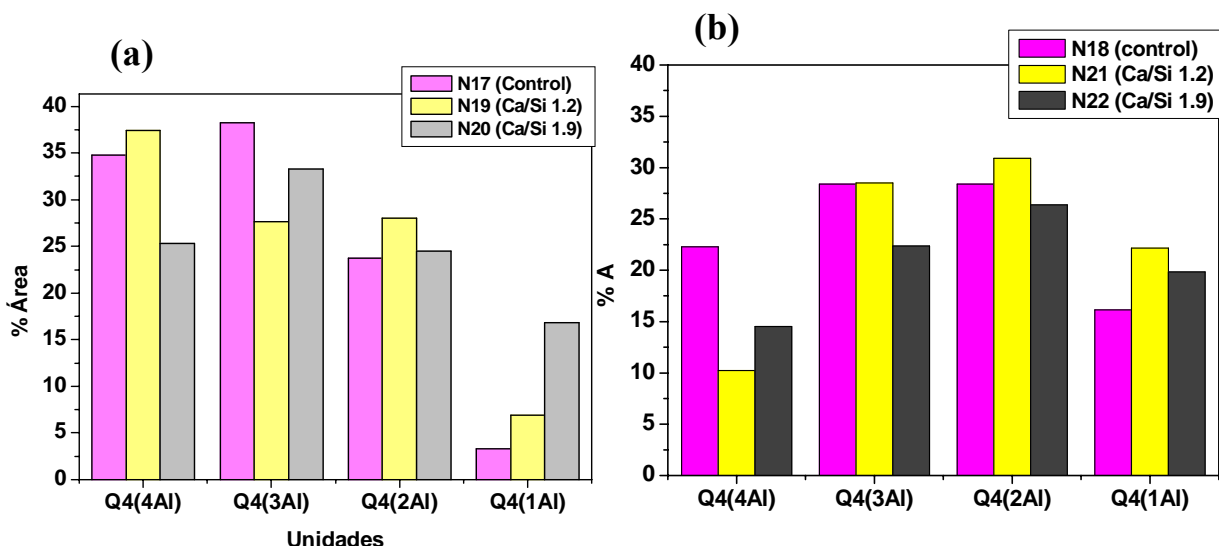 (a)
N17 (Control)
N19 (Ca/Si 1.2)
N20 (Ca/Si 1.9)
% Área
40
35
30
25
20
15
10
5
0
Q4(4Al)
Q4(3Al)
Q4(2Al)
Q4(1Al)
Unidades
(b)
N18 (control)
N21 (Ca/Si 1.2)
N22 (Ca/Si 1.9)
% A
40
35
30
25
20
15
10
5
0
Q4(4Al)
Q4(3Al)
Q4(2Al)
Q4(1Al)